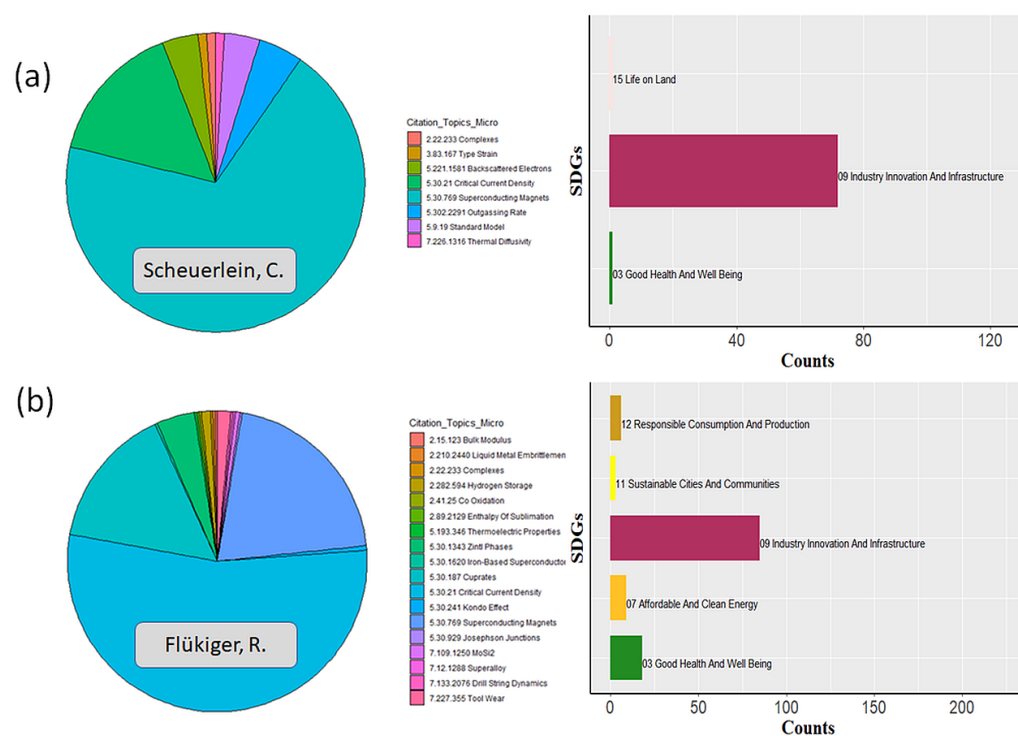 (a)
Scheuerlein, C.
Citation_Topics_Micro
2.22.233 Complexes
3.83.167 Type Strain
5.221.1581 Backscattered Electrons
5.30.21 Critical Current Density
5.30.769 Superconducting Magnets
5.302.2291 Outgassing Rate
5.9.19 Standard Model
7.226.1316 Thermal Diffusivity
SDGs
15 Life on Land
09 Industry Innovation And Infrastructure
03 Good Health And Well Being
0 40 80 120
Counts
(b)
Flükiger, R.
Citation_Topics_Micro
2.15.123 Bulk Modulus
2.210.2440 Liquid Metal Embrittlemen
2.22.233 Complexes
2.282.594 Hydrogen Storage
2.41.25 Co Oxidation
2.89.2129 Enthalpy Of Sublimation
5.193.346 Thermoelectric Properties
5.30.1343 Zintl Phases
5.30.1620 Iron-Based Superconductor
5.30.187 Cuprates
5.30.21 Critical Current Density
5.30.241 Kondo Effect
5.30.769 Superconducting Magnets
5.30.929 Josephson Junctions
7.109.1250 MoSi2
7.12.1288 Superalloy
7.133.2076 Drill String Dynamics
7.227.355 Tool Wear
SDGs
12 Responsible Consumption And Production
11 Sustainable Cities And Communities
09 Industry Innovation And Infrastructure
07 Affordable And Clean Energy
03 Good Health And Well Being
0 50 100 150 200
Counts